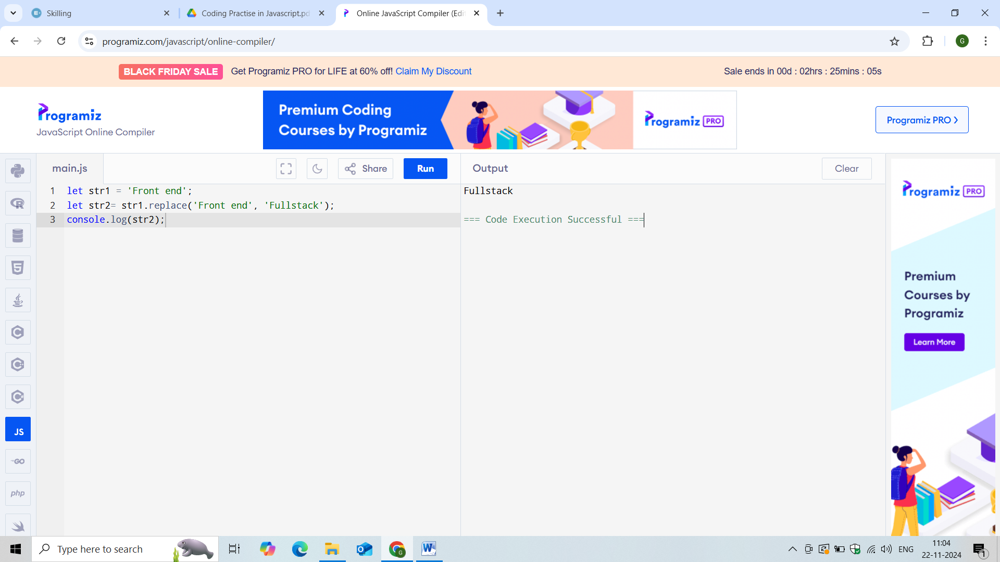 Skilling
Coding Practise in Javascript.pd
Online JavaScript Compiler (Edi
programiz.com/javascript/online-compiler/
G
BLACK FRIDAY SALE Get Programiz PRO for LIFE at 60% off! Claim My Discount
Sale ends in 00d : 02hrs : 25mins : 05s
Programiz
JavaScript Online Compiler
Premium Coding
Courses by Programiz
Programiz PRO
Programiz PRO ›
main.js
Share
Run
Output
Clear
1 let str1 = 'Front end';
2 let str2= str1.replace('Front end', 'Fullstack');
3 console.log(str2);
Fullstack
=== Code Execution Successful ===
Programiz PRO
Premium
Courses by
Programiz
Learn More
JS
GO
php
Type here to search
ENG
11:04
22-11-2024
1